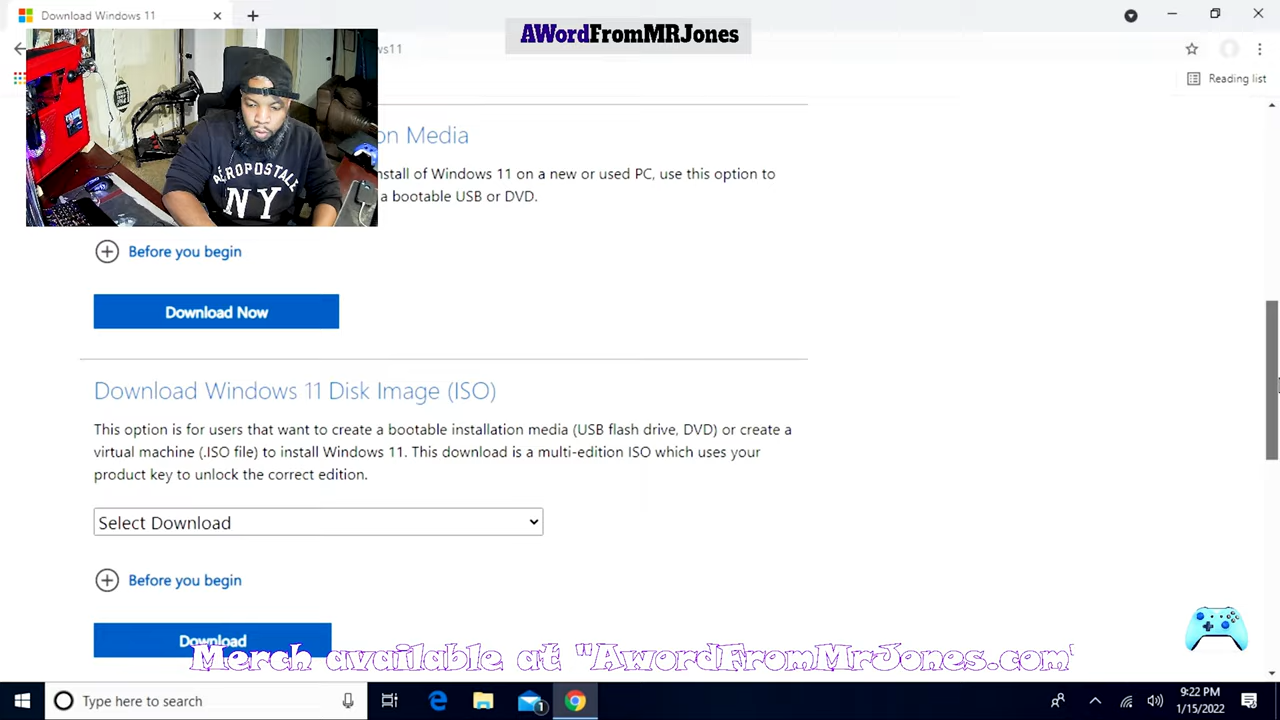 Download Windows 11
AWordFromMRJones
ws11
Reading list
on Media
nstall of Windows 11 on a new or used PC, use this option to
a bootable USB or DVD.
AÉROPOSTALE
NY
Before you begin
Download Now
Download Windows 11 Disk Image (ISO)
This option is for users that want to create a bootable installation media (USB flash drive, DVD) or create a
virtual machine (.ISO file) to install Windows 11. This download is a multi-edition ISO which uses your
product key to unlock the correct edition.
Select Download
Before you begin
Download
Merch available at "AwordFromMrJones.com"
Type here to search
1
9:22 PM
1/15/2022